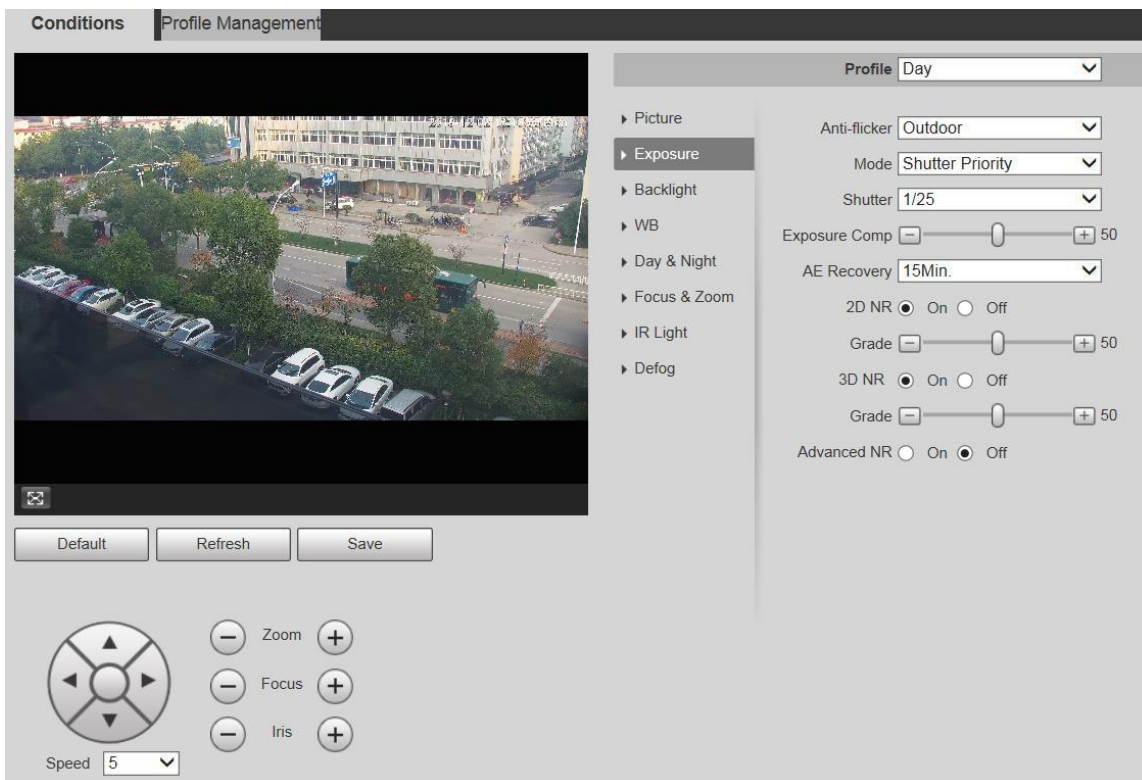 Conditions
Profile Management
Profile Day
Picture
Exposure
Backlight
WB
Day & Night
Focus & Zoom
IR Light
Defog
Anti-flicker Outdoor
Mode Shutter Priority
Shutter 1/25
Exposure Comp 50
AE Recovery 15Min.
2D NR On Off
Grade 50
3D NR On Off
Grade 50
Advanced NR On Off
Default Refresh Save
Zoom
Focus
Iris
Speed 5